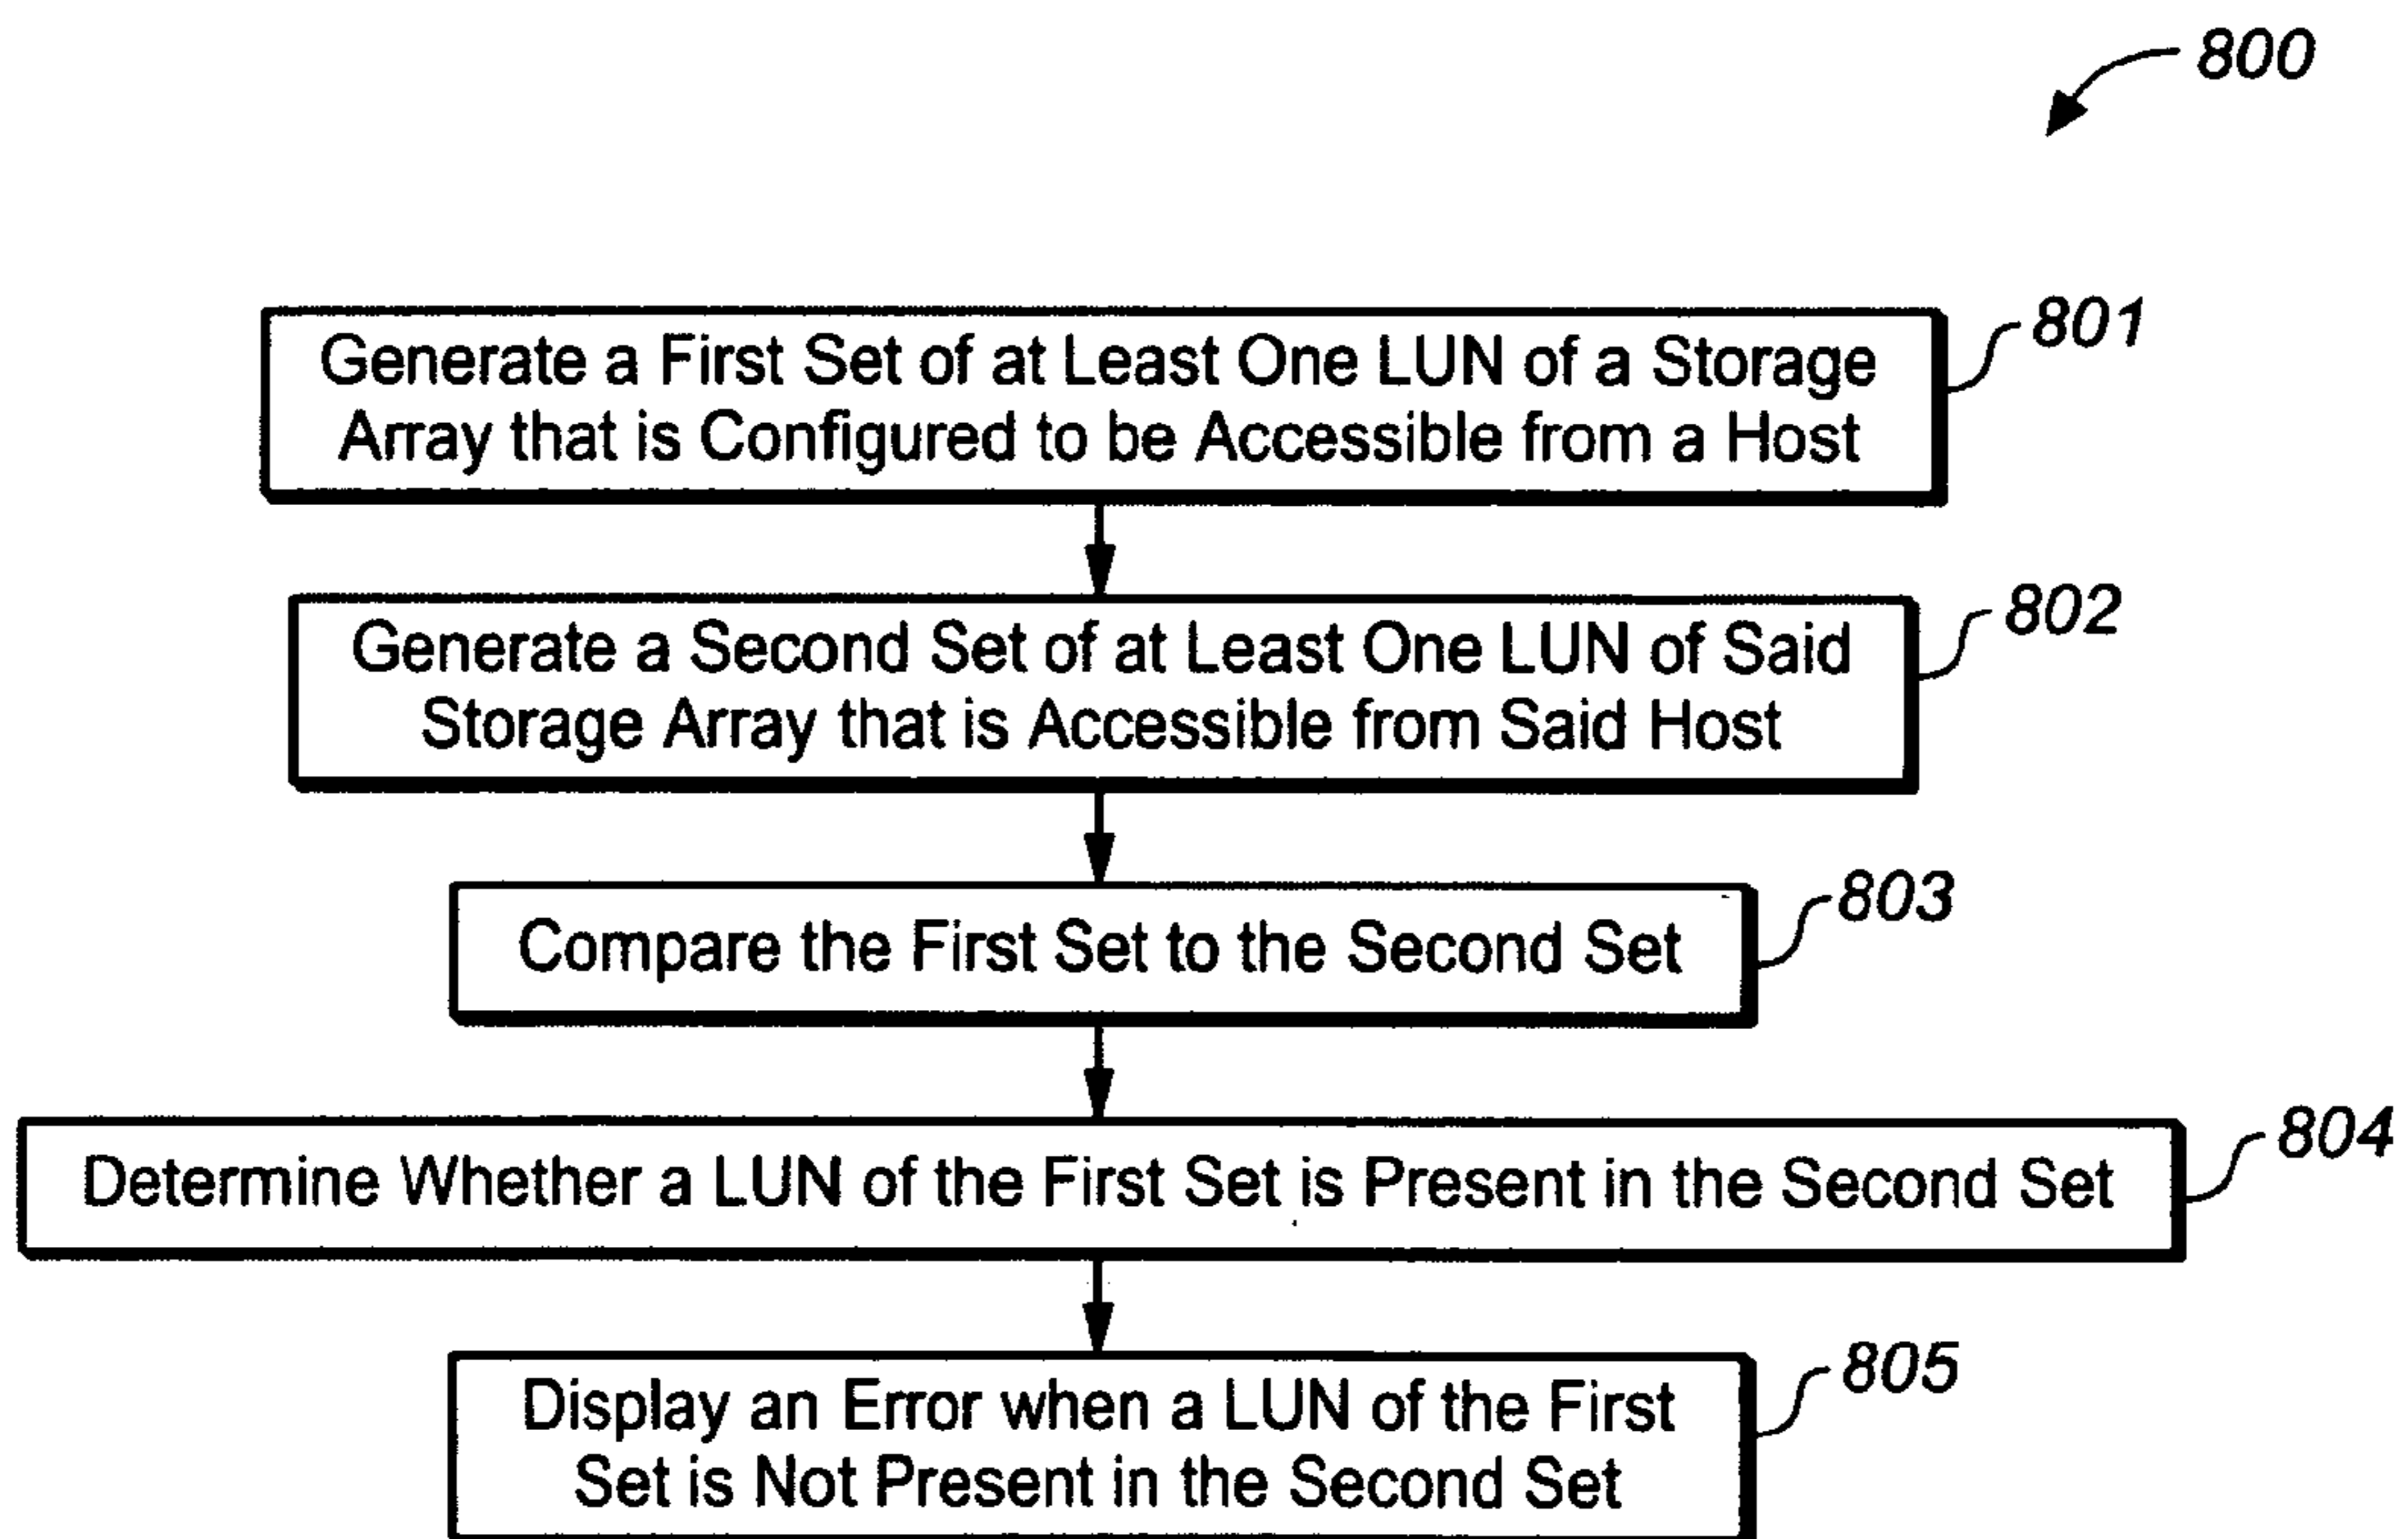 800
Generate a First Set of at Least One LUN of a Storage
Array that is Configured to be Accessible from a Host
801
Generate a Second Set of at Least One LUN of Said
Storage Array that is Accessible from Said Host
802
Compare the First Set to the Second Set
803
Determine Whether a LUN of the First Set is Present in the Second Set
804
Display an Error when a LUN of the First
Set is Not Present in the Second Set
805